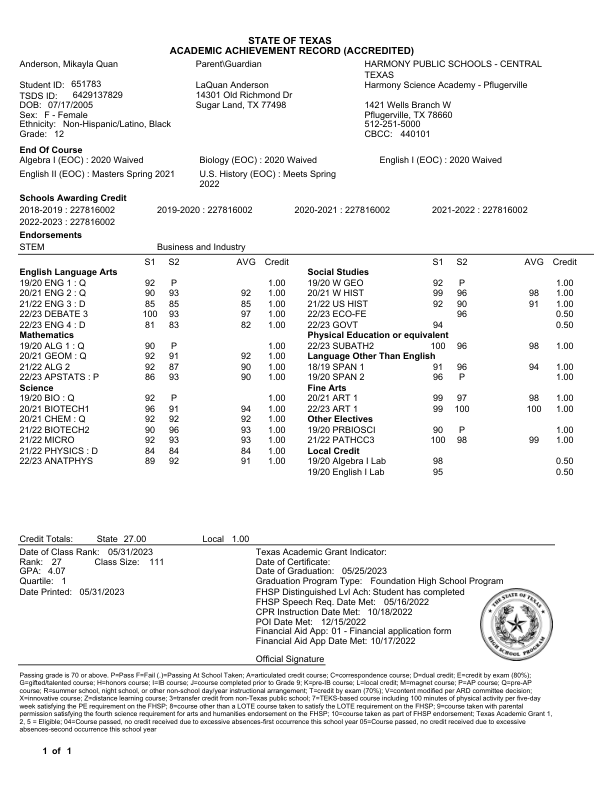 STATE OF TEXAS
ACADEMIC ACHIEVEMENT RECORD (ACCREDITED)
Anderson, Mikayla Quan
Parent\Guardian
HARMONY PUBLIC SCHOOLS - CENTRAL
TEXAS
Student ID: 651783
LaQuan Anderson
Harmony Science Academy - Pflugerville
TSDS ID: 6429137829
14301 Old Richmond Dr
DOB: 07/17/2005
Sugar Land, TX 77498
1421 Wells Branch W
Sex: F - Female
Pflugerville, TX 78660
Ethnicity: Non-Hispanic/Latino, Black
512-251-5000
Grade: 12
CBCC: 440101
End Of Course
Algebra I (EOC) : 2020 Waived
Biology (EOC) : 2020 Waived
English I (EOC) : 2020 Waived
English II (EOC) : Masters Spring 2021
U.S. History (EOC) : Meets Spring
2022
Schools Awarding Credit
2018-2019 : 227816002
2019-2020 : 227816002
2020-2021 : 227816002
2021-2022 : 227816002
2022-2023 : 227816002
Endorsements
STEM
Business and Industry
S1 S2 AVG Credit
English Language Arts
19/20 ENG 1 : Q 92 P 1.00
20/21 ENG 2 : Q 90 93 92 1.00
21/22 ENG 3 : D 85 85 85 1.00
22/23 DEBATE 3 100 93 97 1.00
22/23 ENG 4 : D 81 83 82 1.00
Mathematics
19/20 ALG 1 : Q 90 P 1.00
20/21 GEOM : Q 92 91 92 1.00
21/22 ALG 2 92 87 90 1.00
22/23 APSTATS : P 86 93 90 1.00
Science
19/20 BIO : Q 92 P 1.00
20/21 BIOTECH1 96 91 94 1.00
20/21 CHEM : Q 92 92 92 1.00
21/22 BIOTECH2 90 96 93 1.00
21/22 MICRO 92 93 93 1.00
21/22 PHYSICS : D 84 84 84 1.00
22/23 ANATPHYS 89 92 91 1.00
S1 S2 AVG Credit
Social Studies
19/20 W GEO 92 P 1.00
20/21 W HIST 99 96 98 1.00
21/22 US HIST 92 90 91 1.00
22/23 ECO-FE 96 0.50
22/23 GOVT 94 0.50
Physical Education or equivalent
22/23 SUBATH2 100 96 98 1.00
Language Other Than English
18/19 SPAN 1 91 96 94 1.00
19/20 SPAN 2 96 P 1.00
Fine Arts
20/21 ART 1 99 97 98 1.00
22/23 ART 1 99 100 100 1.00
Other Electives
19/20 PRBIOSCI 90 P 1.00
21/22 PATHCC3 100 98 99 1.00
Local Credit
19/20 Algebra I Lab 98 0.50
19/20 English I Lab 95 0.50
Credit Totals: State 27.00 Local 1.00
Date of Class Rank: 05/31/2023
Rank: 27 Class Size: 111
GPA: 4.07
Quartile: 1
Date Printed: 05/31/2023
Texas Academic Grant Indicator:
Date of Certificate:
Date of Graduation: 05/25/2023
Graduation Program Type: Foundation High School Program
FHSP Distinguished Lvl Ach: Student has completed
FHSP Speech Req. Date Met: 05/16/2022
CPR Instruction Date Met: 10/18/2022
POI Date Met: 12/15/2022
Financial Aid App: 01 - Financial application form
Financial Aid App Date Met: 10/17/2022
Official Signature
THE STATE OF TEXAS
HIGH SCHOOL PROGRAM
Passing grade is 70 or above. P=Pass F=Fail (.)=Passing At School Taken; A=articulated credit course; C=correspondence course; D=dual credit; E=credit by exam (80%);
G=gifted/talented course; H=honors course; I=IB course; J=course completed prior to Grade 9; K=pre-IB course; L=local credit; M=magnet course; P=AP course; Q=pre-AP
course; R=summer school, night school, or other non-school day/year instructional arrangement; T=credit by exam (70%); V=content modified per ARD committee decision;
X=innovative course; Z=distance learning course; 3=transfer credit from non-Texas public school; 7=TEKS-based course including 100 minutes of physical activity per five-day
week satisfying the PE requirement on the FHSP; 8=course other than a LOTE course taken to satisfy the LOTE requirement on the FHSP; 9=course taken with parental
permission satisfying the fourth science requirement for arts and humanities endorsement on the FHSP; 10=course taken as part of FHSP endorsement; Texas Academic Grant 1,
2, 5 = Eligible; 04=Course passed, no credit received due to excessive absences-first occurrence this school year 05=Course passed, no credit received due to excessive
absences-second occurrence this school year
1 of 1